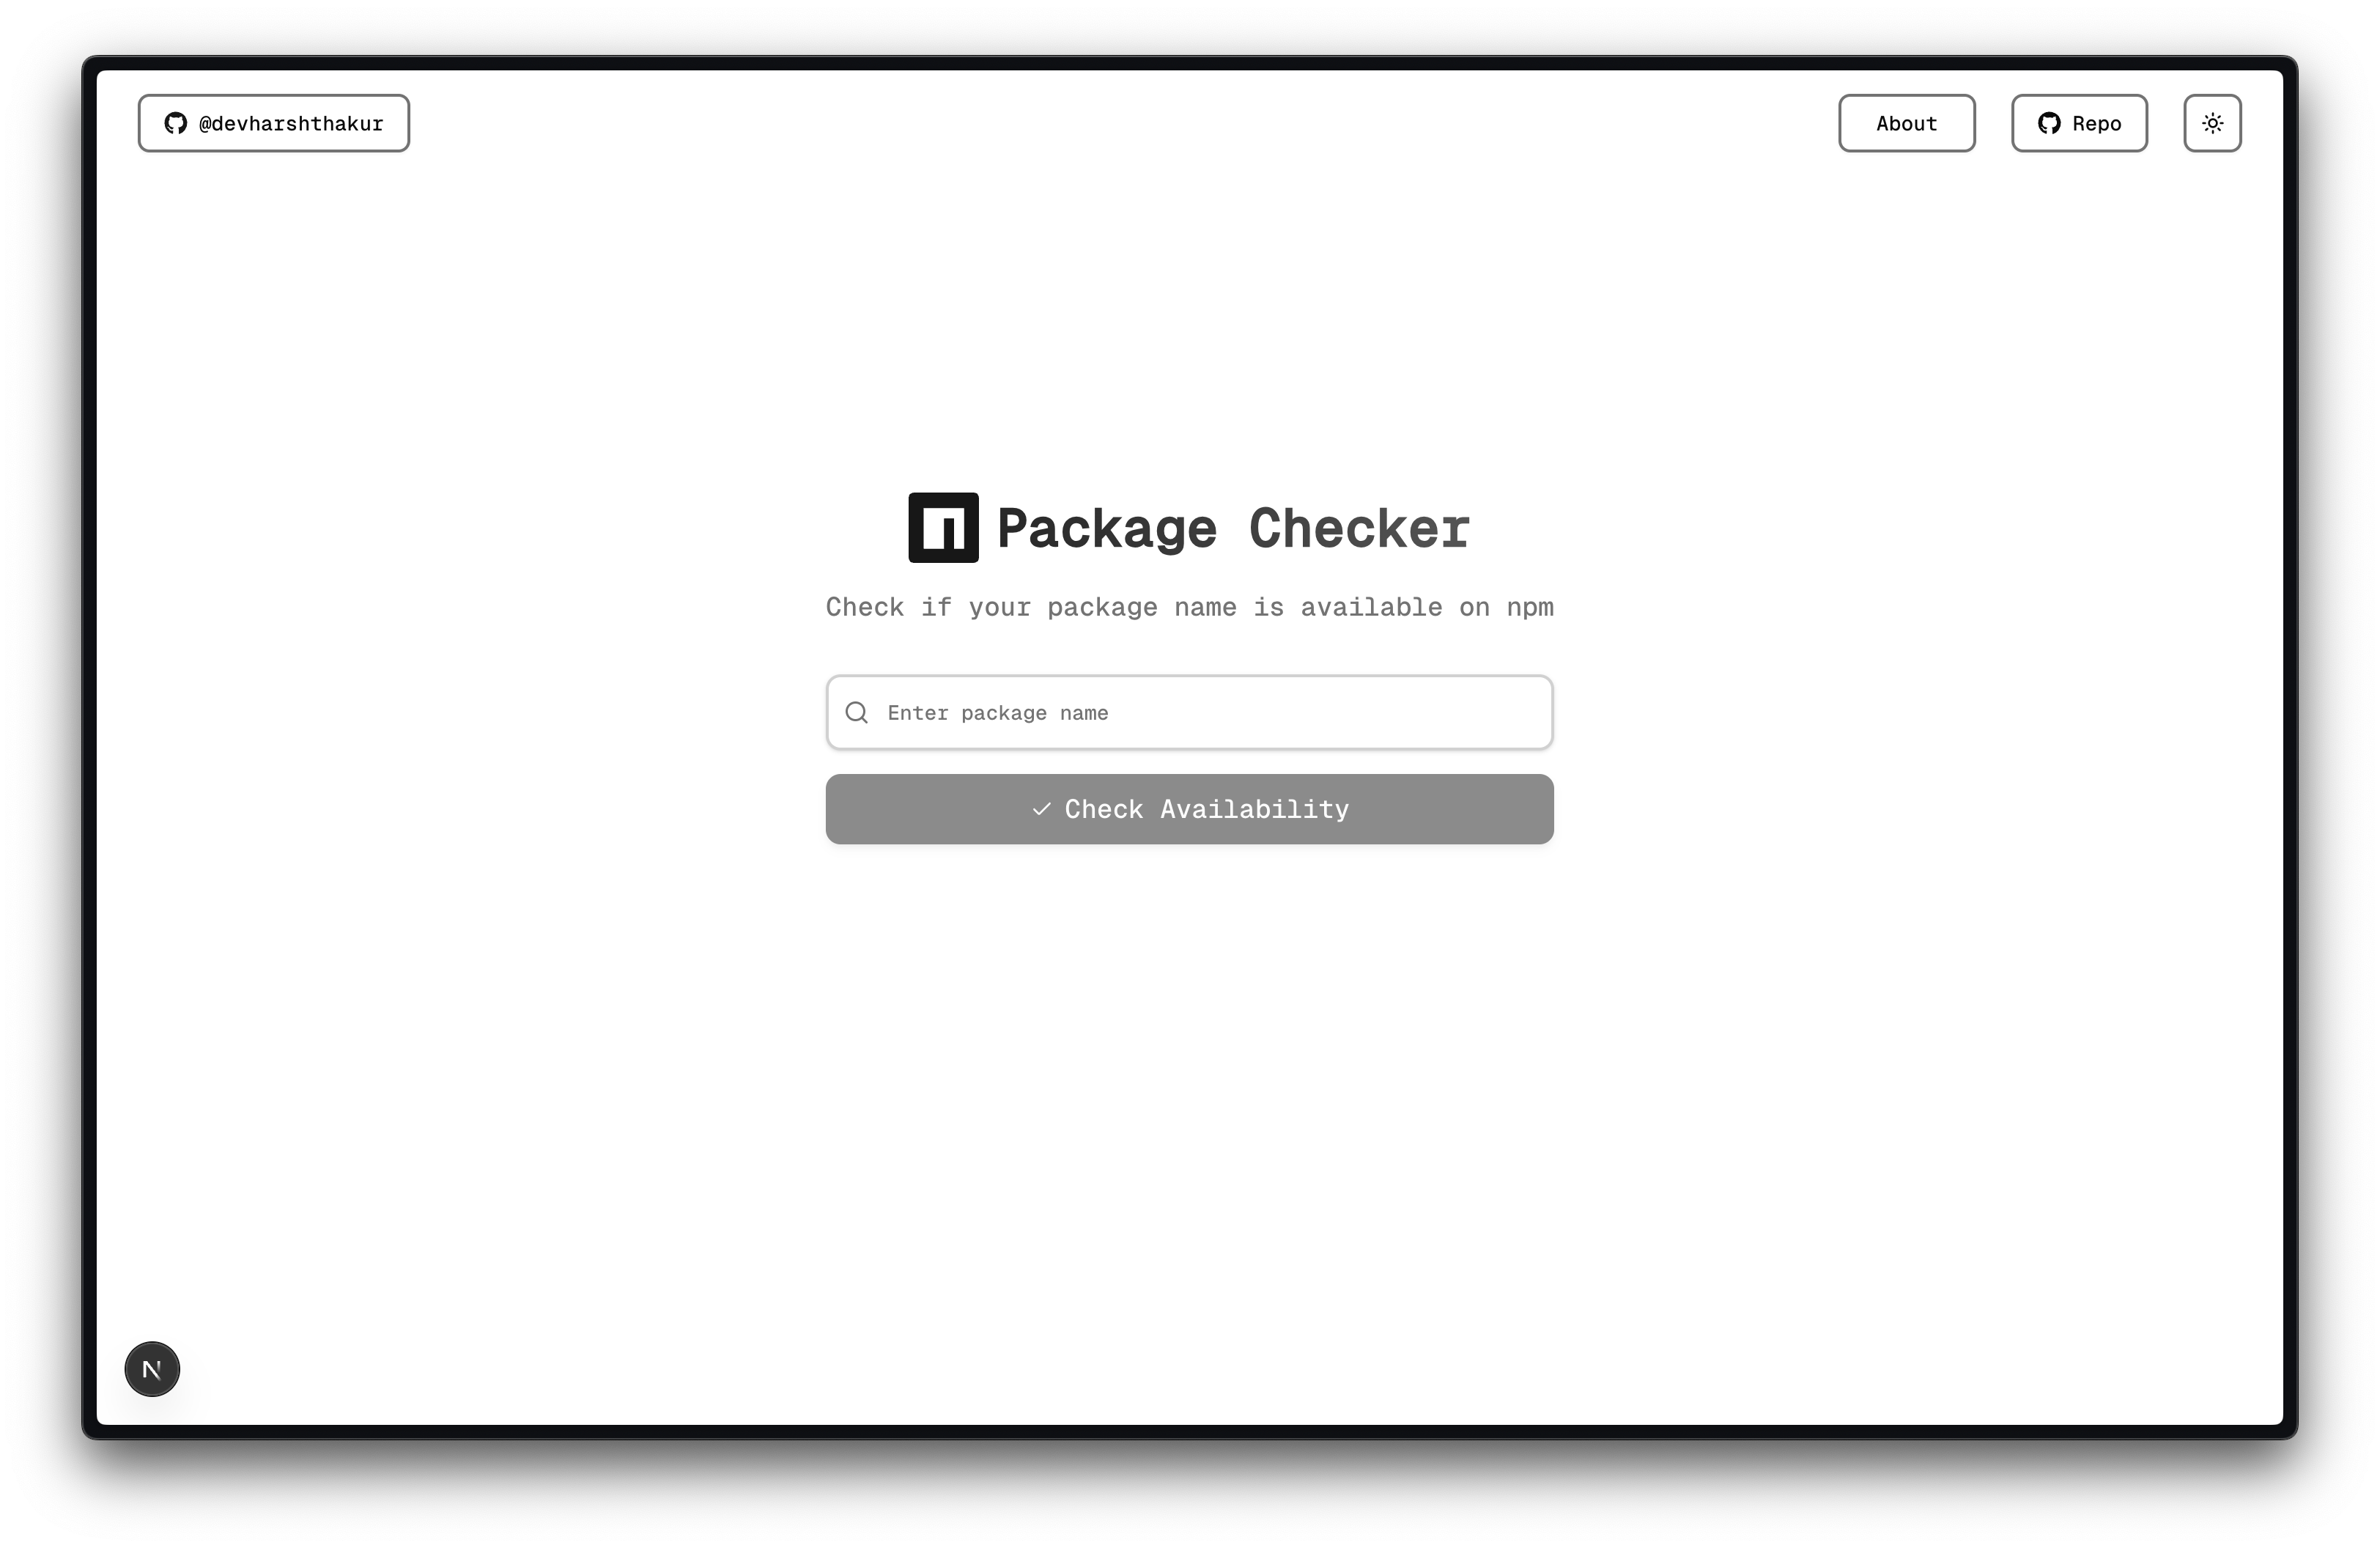 @devharshthakur
About
Repo
Package Checker
Check if your package name is available on npm
Enter package name
Check Availability
N